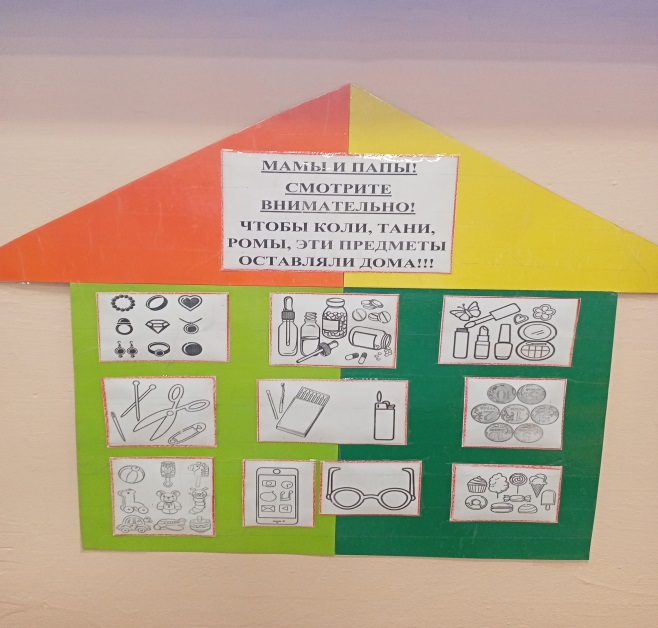 МАМЫ И ПАПЫ!
СМОТРИТЕ
ВНИМАТЕЛЬНО!
ЧТОБЫ КОЛИ, ТАНИ,
РОМЫ, ЭТИ ПРЕДМЕТЫ
ОСТАВЛЯЛИ ДОМА!!!